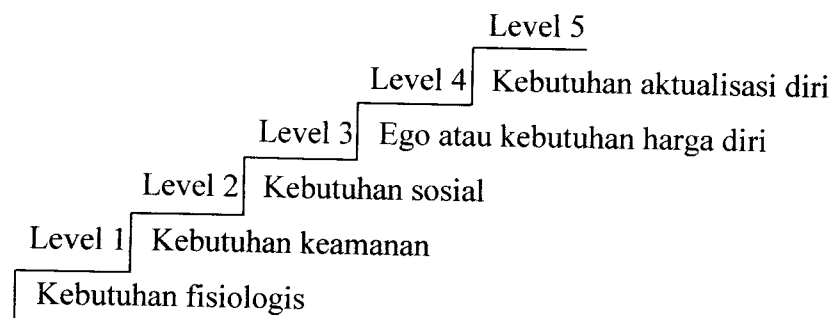 Level 5
Level 4 Kebutuhan aktualisasi diri
Level 3 Ego atau kebutuhan harga diri
Level 2 Kebutuhan sosial
Level 1 Kebutuhan keamanan
Kebutuhan fisiologis